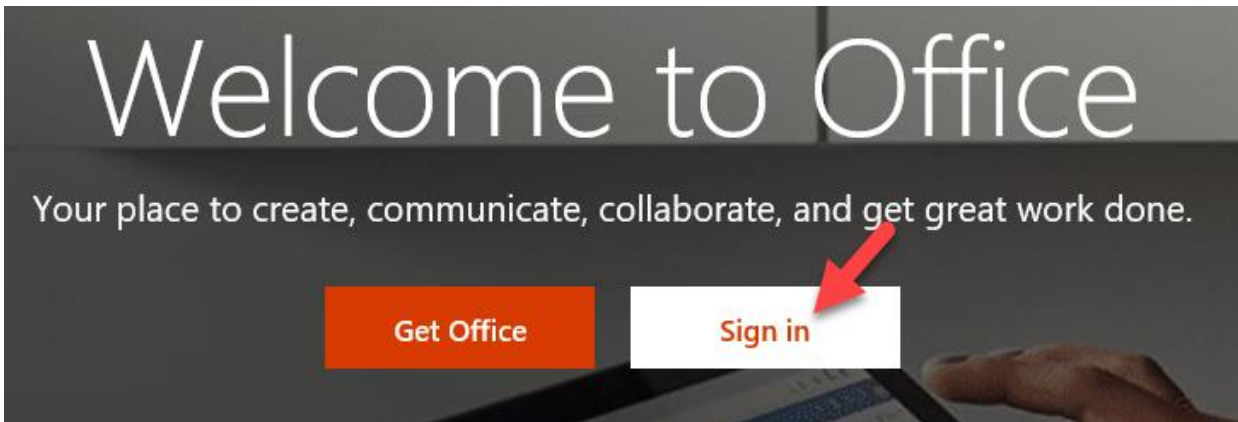 Welcome to Office
Your place to create, communicate, collaborate, and get great work done.
Get Office
Sign in